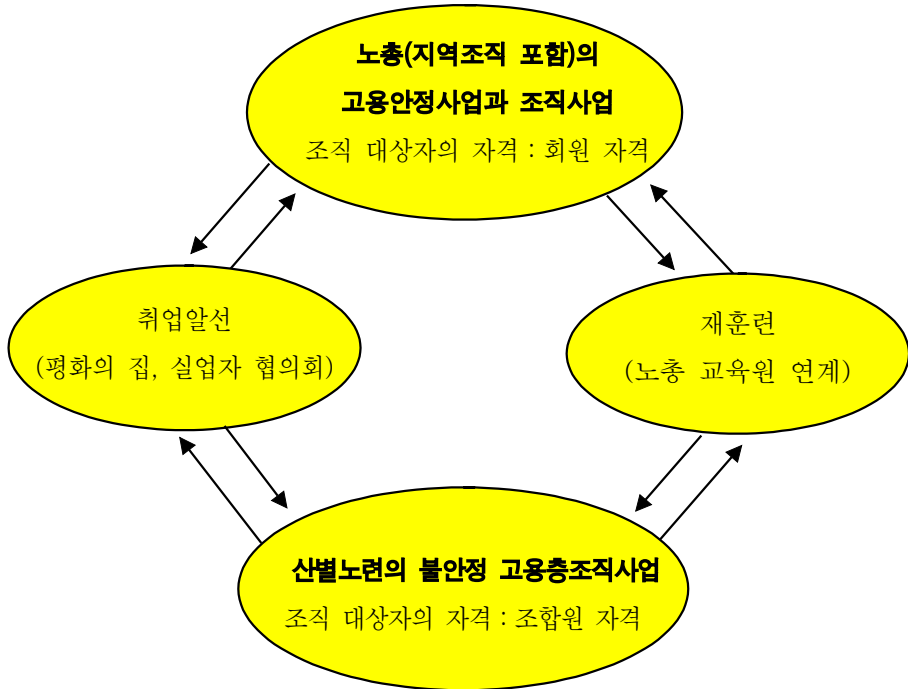 노총(지역조직 포함)의
고용안정사업과 조직사업
조직 대상자의 자격 : 회원 자격
취업알선
(평화의 집, 실업자 협의회)
재훈련
(노총 교육원 연계)
산별노련의 불안정 고용층조직사업
조직 대상자의 자격 : 조합원 자격